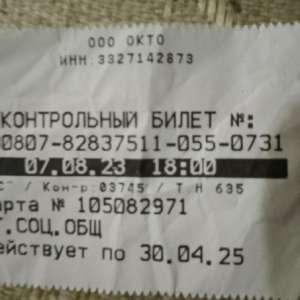 ООО ОКТО
ИНН:3327142873
КОНТРОЛЬНЫЙ БИЛЕТ №:
00807-82837511-055-0731
07.08.23 18:00
/ Кон-р:03745 / Т.Н 635
арта № 105082971
Т.СОЦ.ОБЩ
ействует по 30.04.25